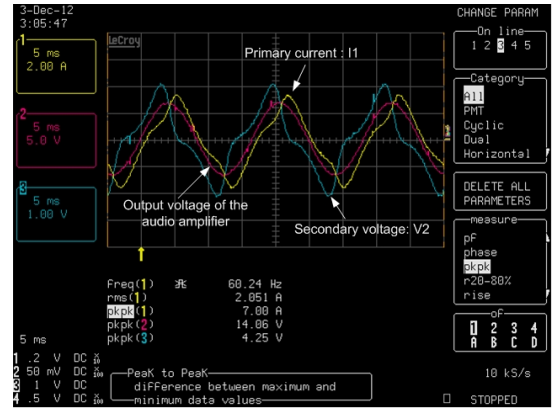 3-Dec-12
3:05:47
1
5 ms
2.00 A
2
5 ms
5.0 V
3
5 ms
1.00 V
LeCroy
Primary current : I1
Output voltage of the
audio amplifier
Secondary voltage: V2
1
freq(1) 60.24 Hz
rms(1) 2.051 A
pkpk(1) 7.00 A
pkpk(2) 14.06 V
pkpk(3) 4.25 V
5 ms
1 .2 V DC
2 50 mV DC
3 1 V DC
4 .5 V DC
PeaK to PeaK
difference between maximum and
minimum data values
CHANGE PARAM
On line
1 2 3 4 5
Category
All
PMT
Cyclic
Dual
Horizontal
DELETE ALL
PARAMETERS
measure
pF
phase
pkpk
r20-80%
rise
of
1 2 3 4
A B C D
10 kS/s
STOPPED